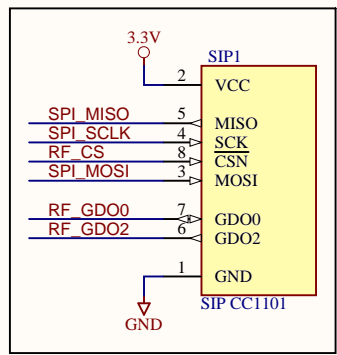 3.3V
SIP1
2 VCC
SPI_MISO 5 MISO
SPI_SCLK 4 SCK
RF_CS 8 CSN
SPI_MOSI 3 MOSI
RF_GDO0 7 GDO0
RF_GDO2 6 GDO2
1 GND
GND
SIP CC1101